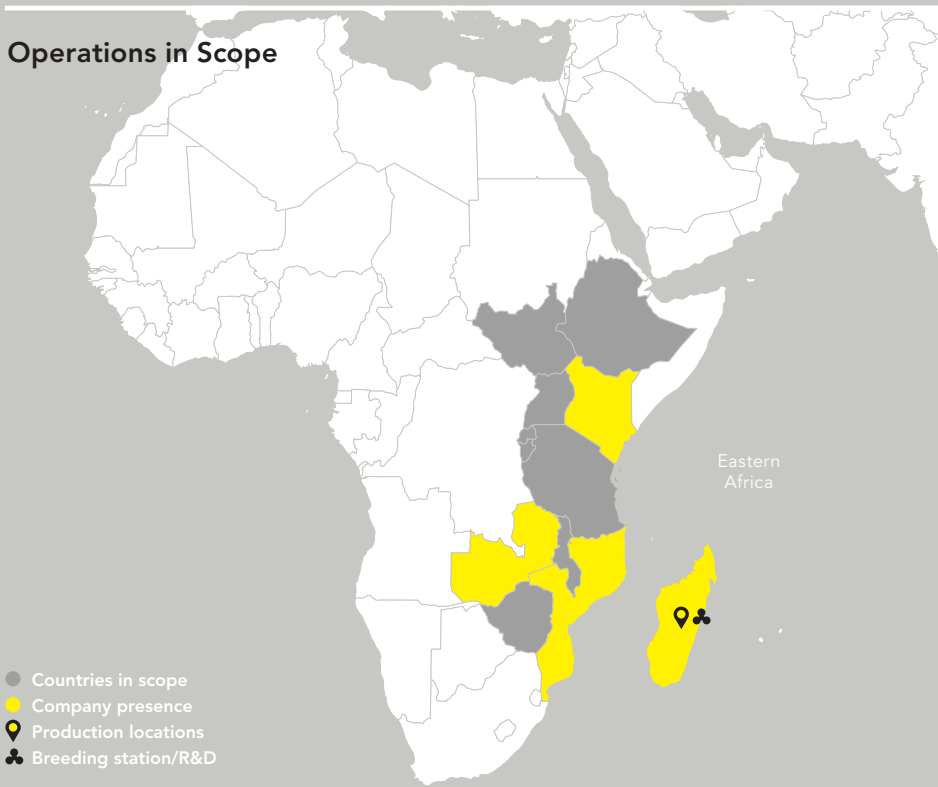 Operations in Scope
Eastern
Africa
Countries in scope
Company presence
Production locations
Breeding station/R&D